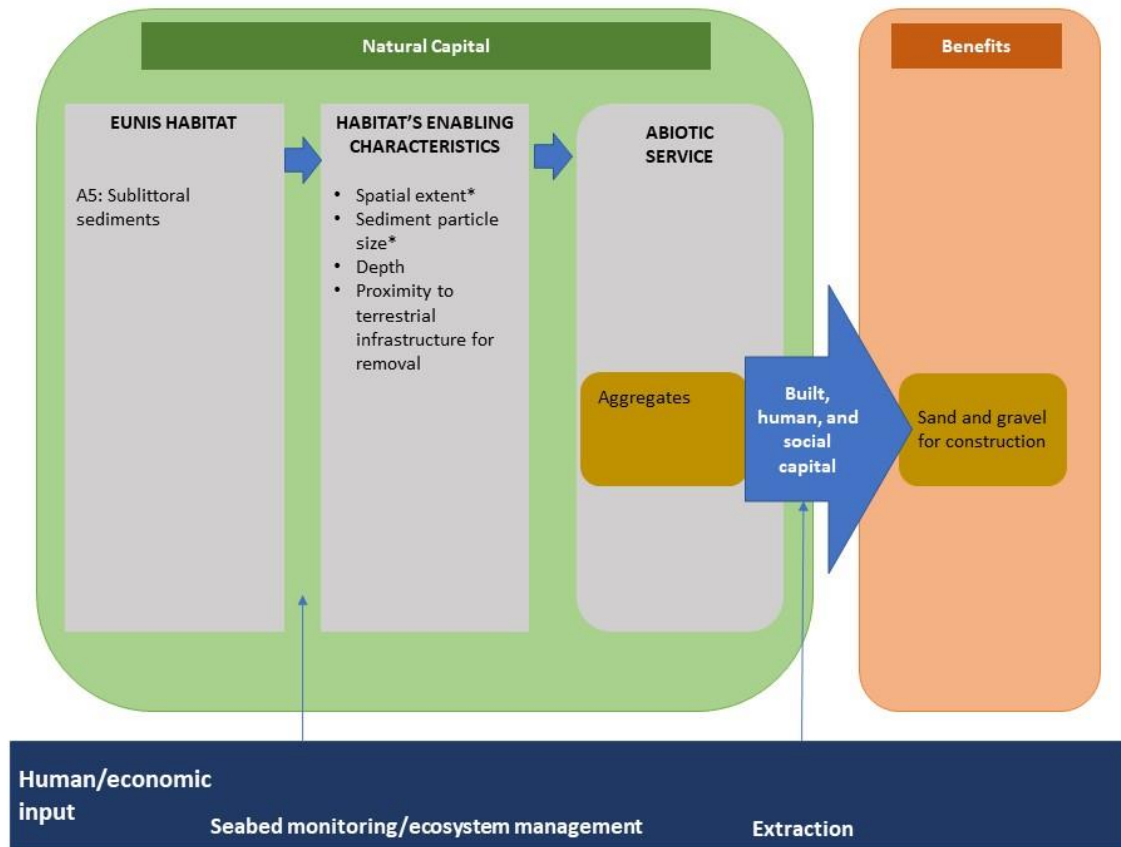 Natural Capital
Benefits
EUNIS HABITAT
A5: Sublittoral
sediments
HABITAT'S ENABLING
CHARACTERISTICS
• Spatial extent*
• Sediment particle
size*
• Depth
• Proximity to
terrestrial
infrastructure for
removal
ABIOTIC
SERVICE
Aggregates
Built,
human, and
social
capital
Sand and gravel
for construction
Human/economic
input
Seabed monitoring/ecosystem management
Extraction